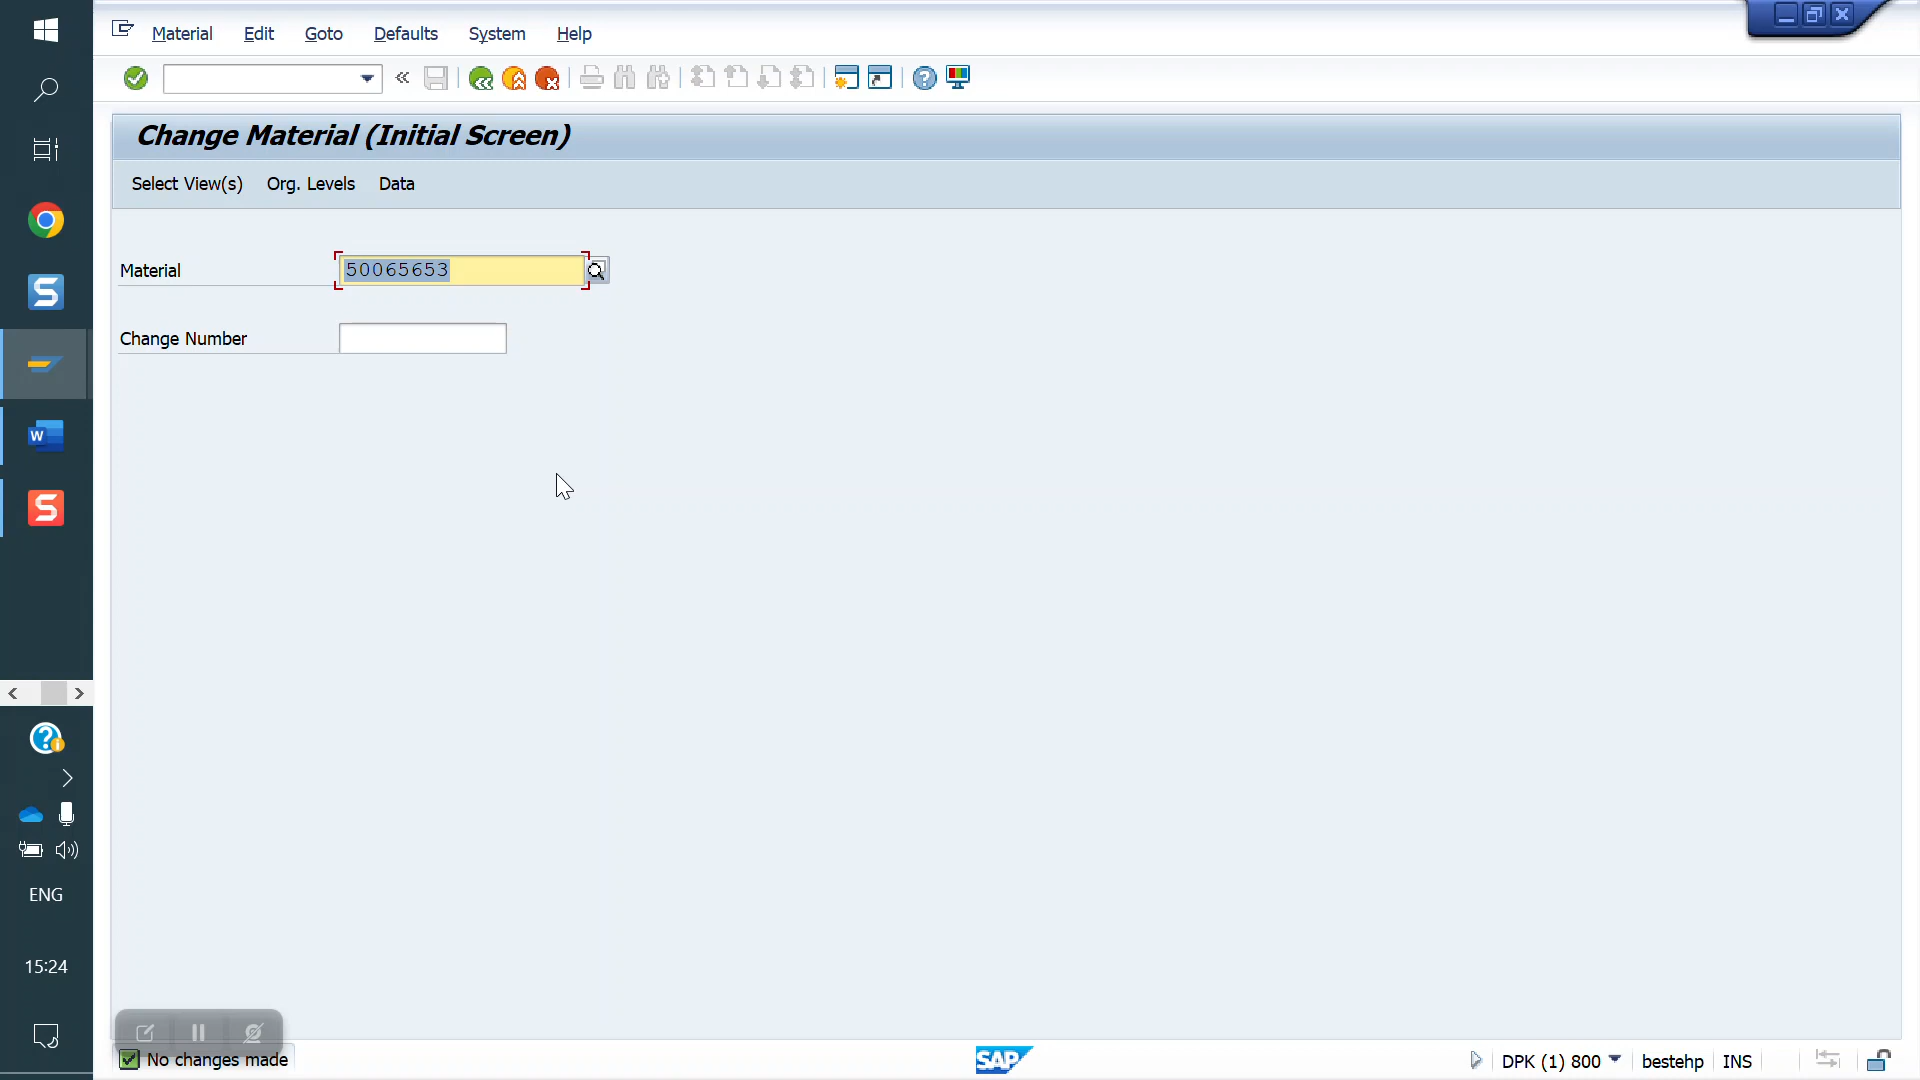 Material Edit Goto Defaults System Help
Change Material (Initial Screen)
Select View(s) Org. Levels Data
Material 50065653
Change Number
S
W
S
ENG
15:24
No changes made
SAP
DPK (1) 800 bestehp INS